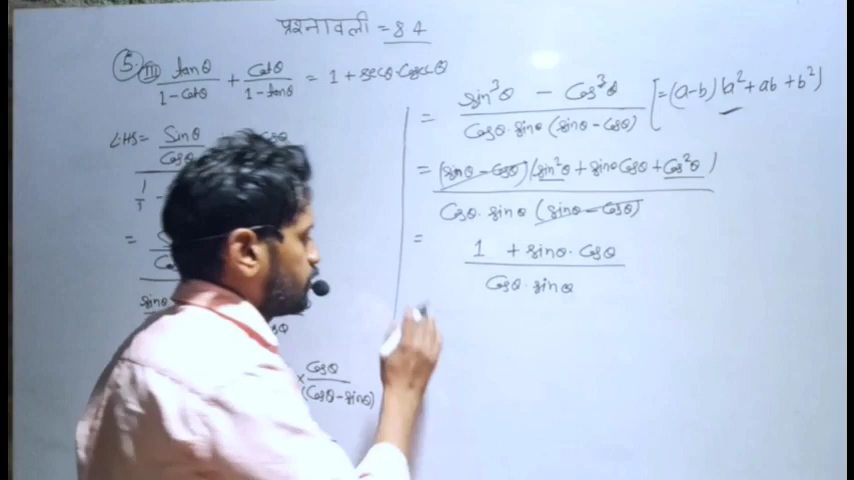 प्रश्नावली = 8 4
5. (III) tanθ / (1 - cotθ) + Cotθ / (1 - tanθ) = 1 + secθ·Cosecθ
LHS = Sinθ / Cosθ
=
× Cosθ / (Cosθ - sinθ)
= (sin³θ - Cos³θ) / (Cosθ·sinθ (sinθ - Cosθ)) [= (a-b)(a² + ab + b²)
= (sinθ - Cosθ)(sin²θ + sinθ Cosθ + Cos²θ) / (Cosθ·sinθ (sinθ - Cosθ))
= (1 + sinθ·Cosθ) / (Cosθ·sinθ)